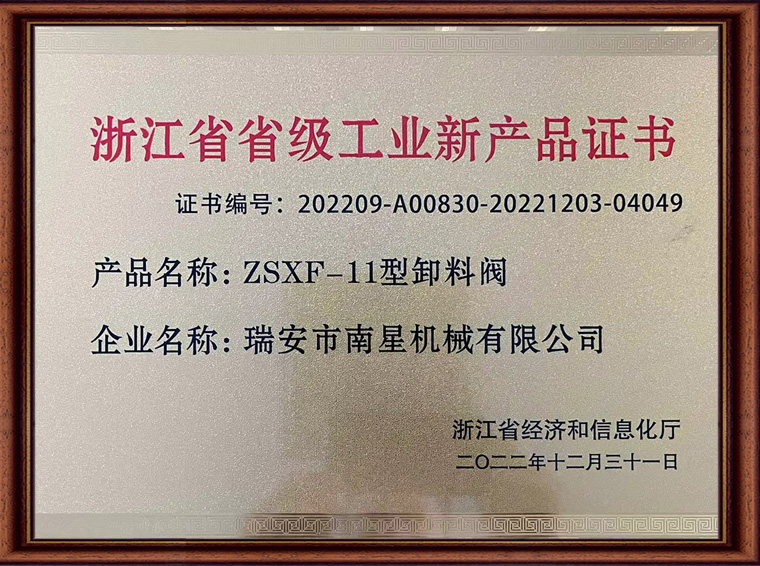 浙江省省级工业新产品证书
证书编号：202209-A00830-20221203-04049
产品名称：ZSXF-11型卸料阀
企业名称：瑞安市南星机械有限公司
浙江省经济和信息化厅
二〇二二年十二月三十一日